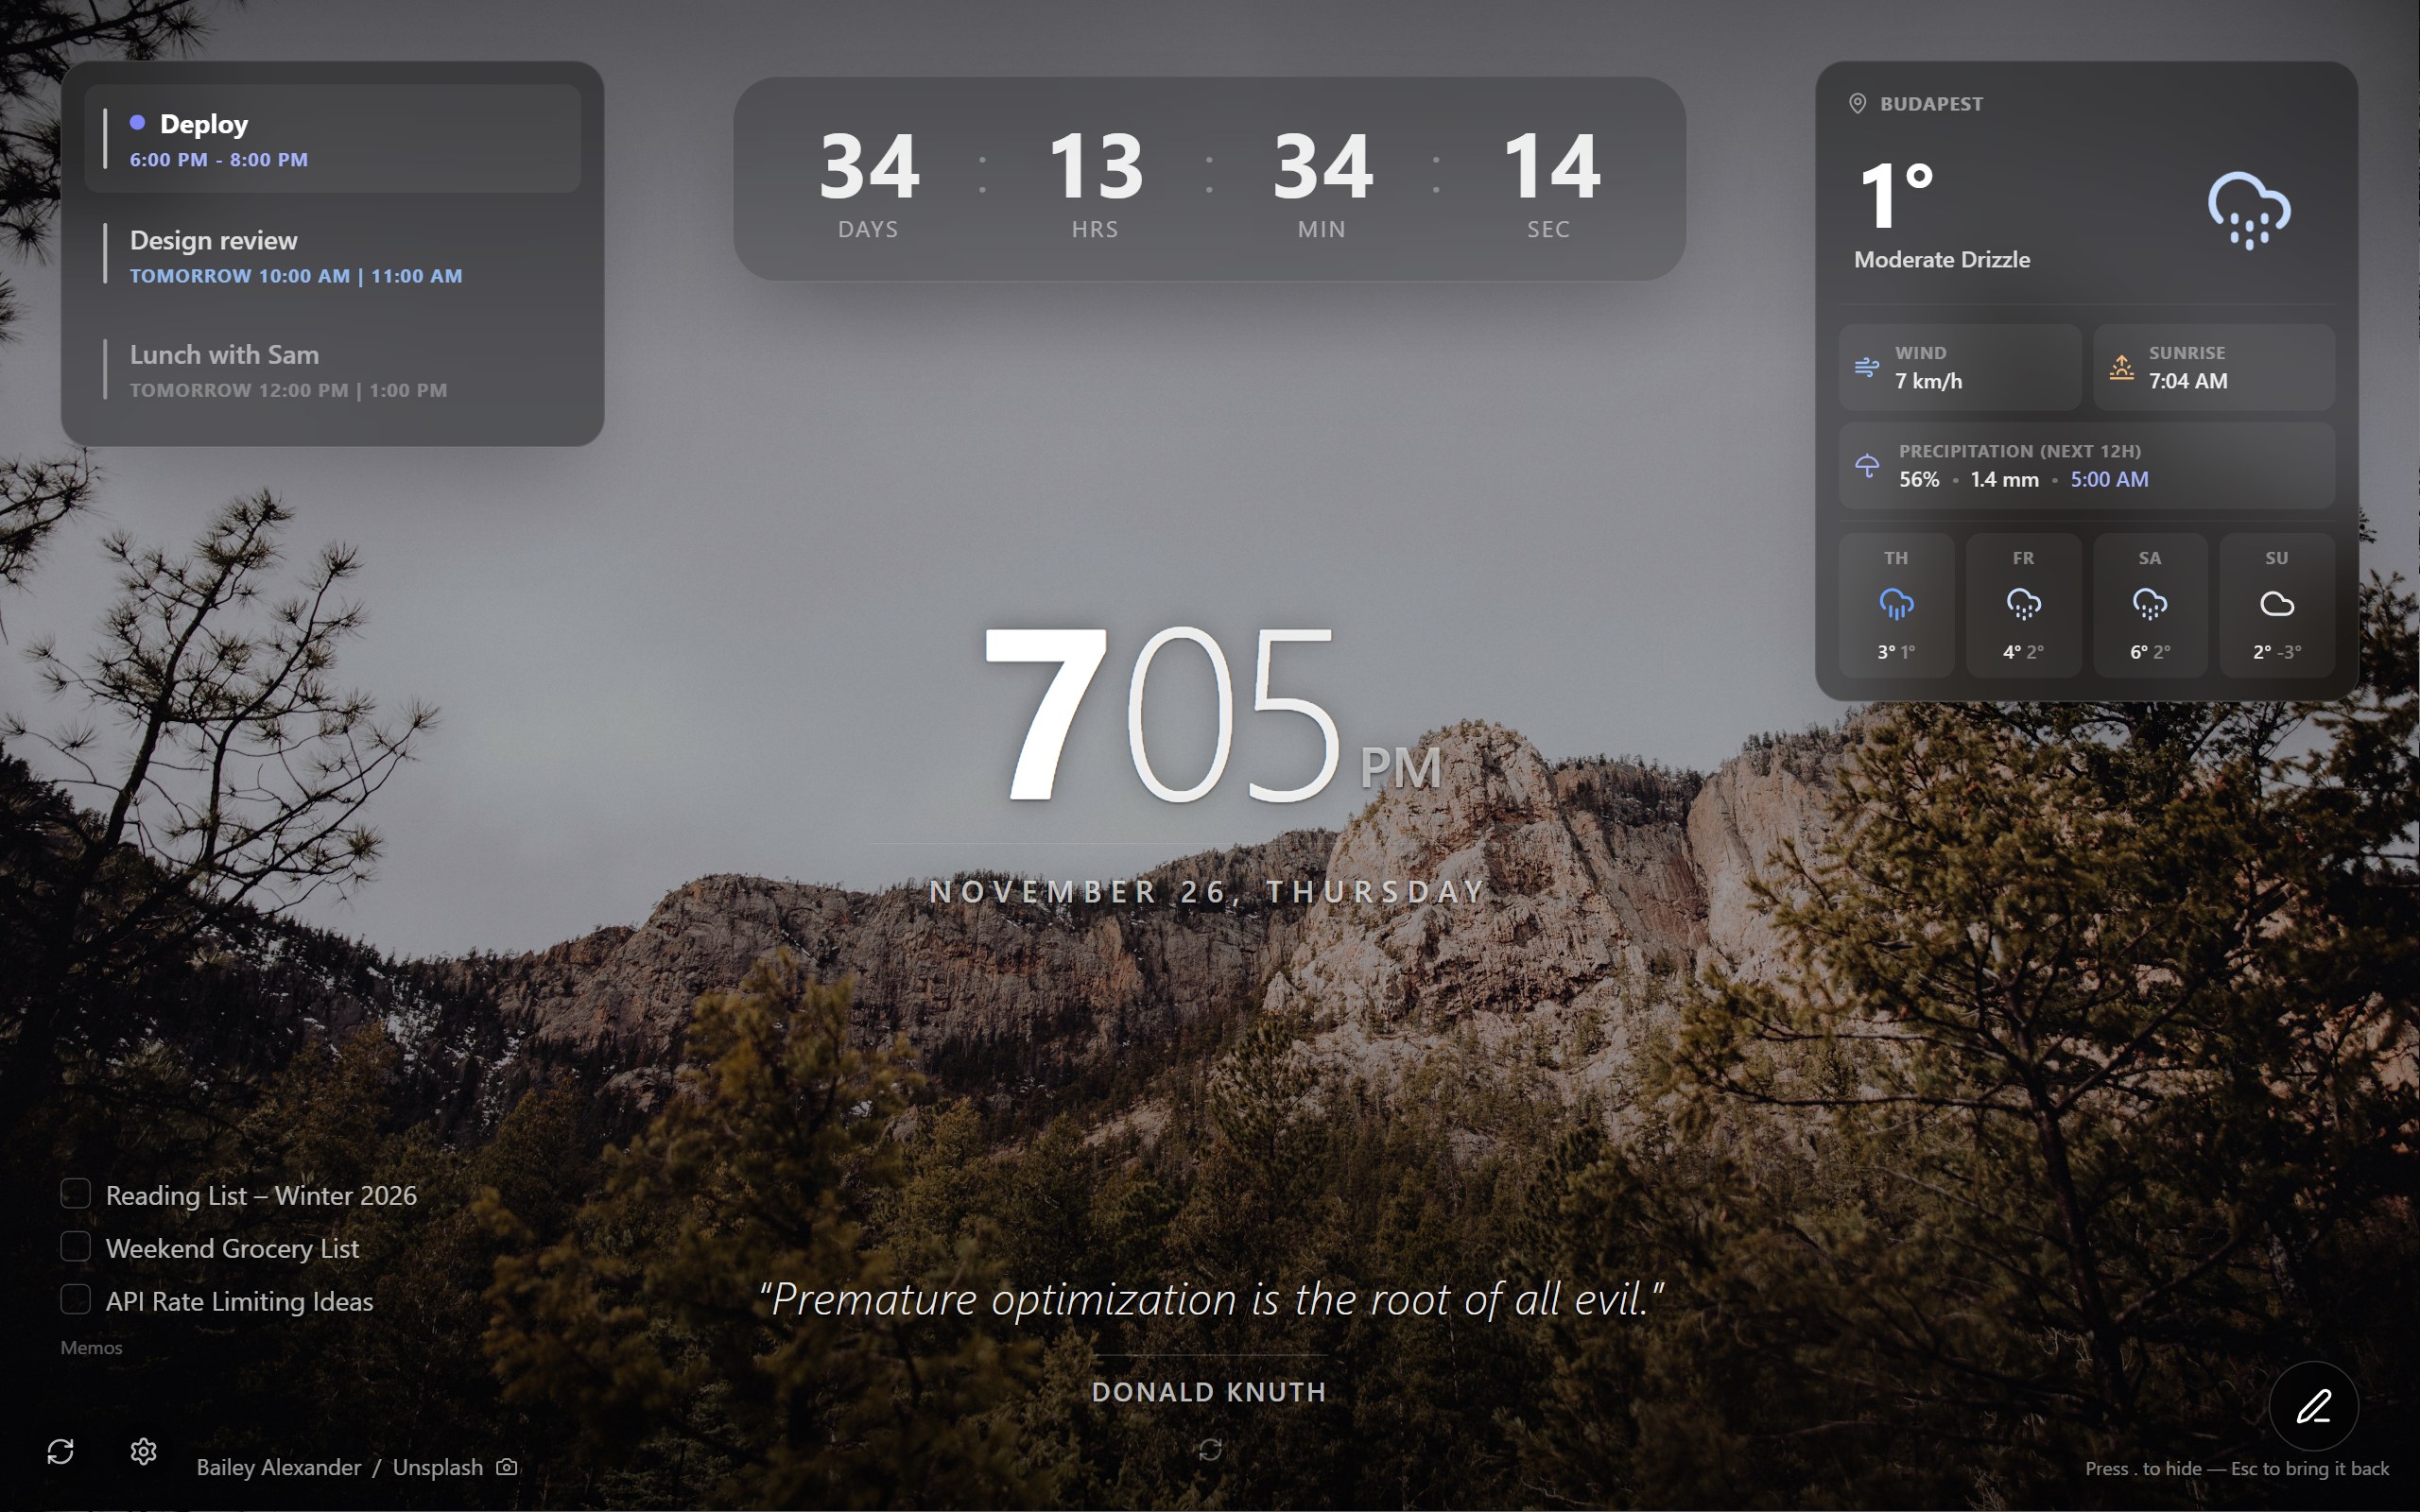 Deploy
6:00 PM - 8:00 PM
Design review
TOMORROW 10:00 AM | 11:00 AM
Lunch with Sam
TOMORROW 12:00 PM | 1:00 PM
34 : 13 : 34 : 14
DAYS HRS MIN SEC
BUDAPEST
1°
Moderate Drizzle
WIND
7 km/h
SUNRISE
7:04 AM
PRECIPITATION (NEXT 12H)
56% • 1.4 mm • 5:00 AM
TH FR SA SU
3° 1° 4° 2° 6° 2° 2° -3°
705 PM
NOVEMBER 26, THURSDAY
Reading List – Winter 2026
Weekend Grocery List
API Rate Limiting Ideas
Memos
"Premature optimization is the root of all evil."
DONALD KNUTH
Bailey Alexander / Unsplash
Press . to hide — Esc to bring it back